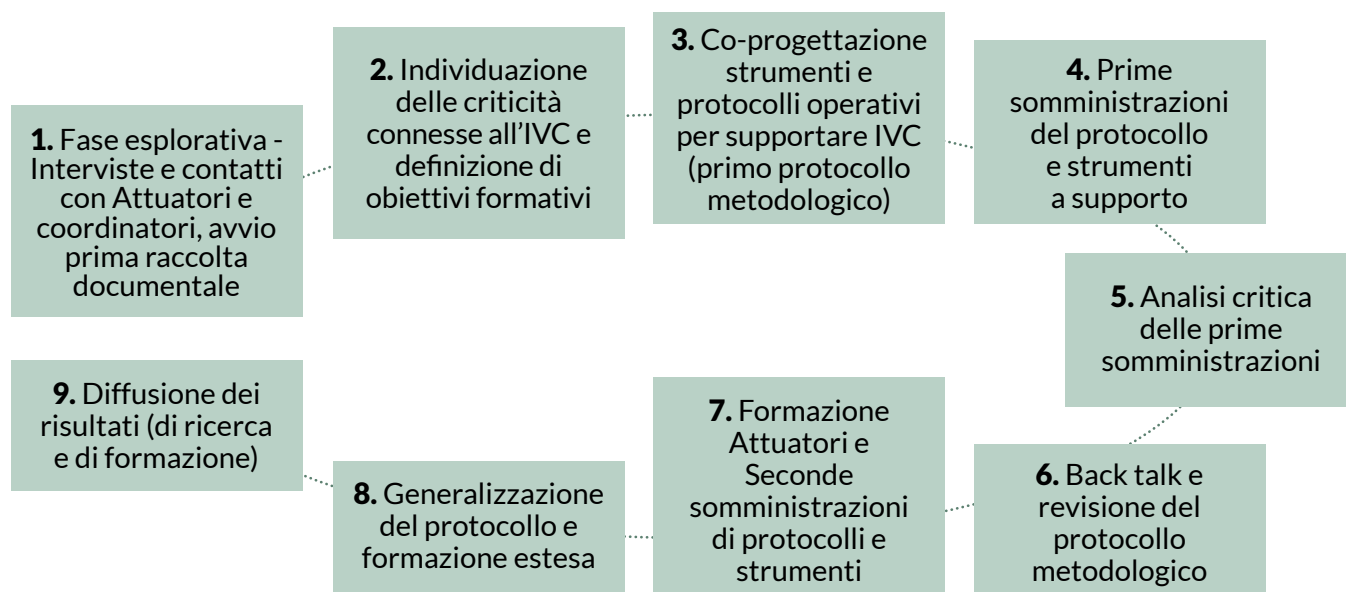 1. Fase esplorativa -
Interviste e contatti
con Attuatori e
coordinatori, avvio
prima raccolta
documentale
2. Individuazione
delle criticità
connesse all’IVC e
definizione di
obiettivi formativi
3. Co-progettazione
strumenti e
protocolli operativi
per supportare IVC
(primo protocollo
metodologico)
4. Prime
somministrazioni
del protocollo
e strumenti
a supporto
5. Analisi critica
delle prime
somministrazioni
6. Back talk e
revisione del
protocollo
metodologico
7. Formazione
Attuatori e
Seconde
somministrazioni
di protocolli e
strumenti
8. Generalizzazione
del protocollo e
formazione estesa
9. Diffusione dei
risultati (di ricerca
e di formazione)